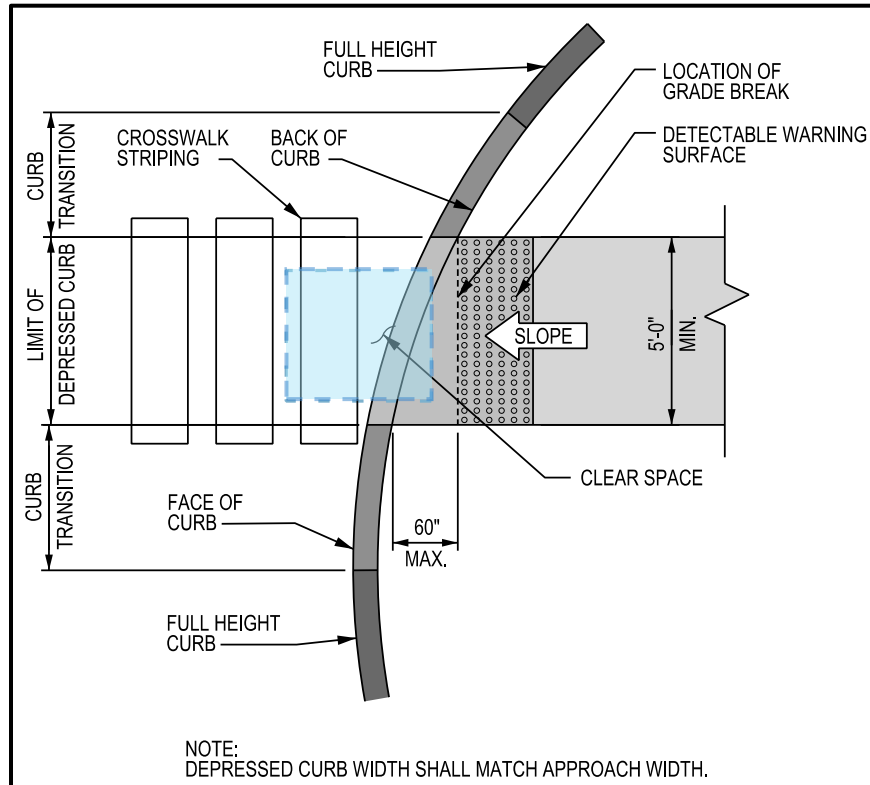 FULL HEIGHT
CURB
LOCATION OF
GRADE BREAK
CROSSWALK
STRIPING
BACK OF
CURB
DETECTABLE WARNING
SURFACE
CURB
TRANSITION
LIMIT OF
DEPRESSED CURB
SLOPE
5'-0"
MIN.
CURB
TRANSITION
CLEAR SPACE
FACE OF
CURB
60"
MAX.
FULL HEIGHT
CURB
NOTE:
DEPRESSED CURB WIDTH SHALL MATCH APPROACH WIDTH.